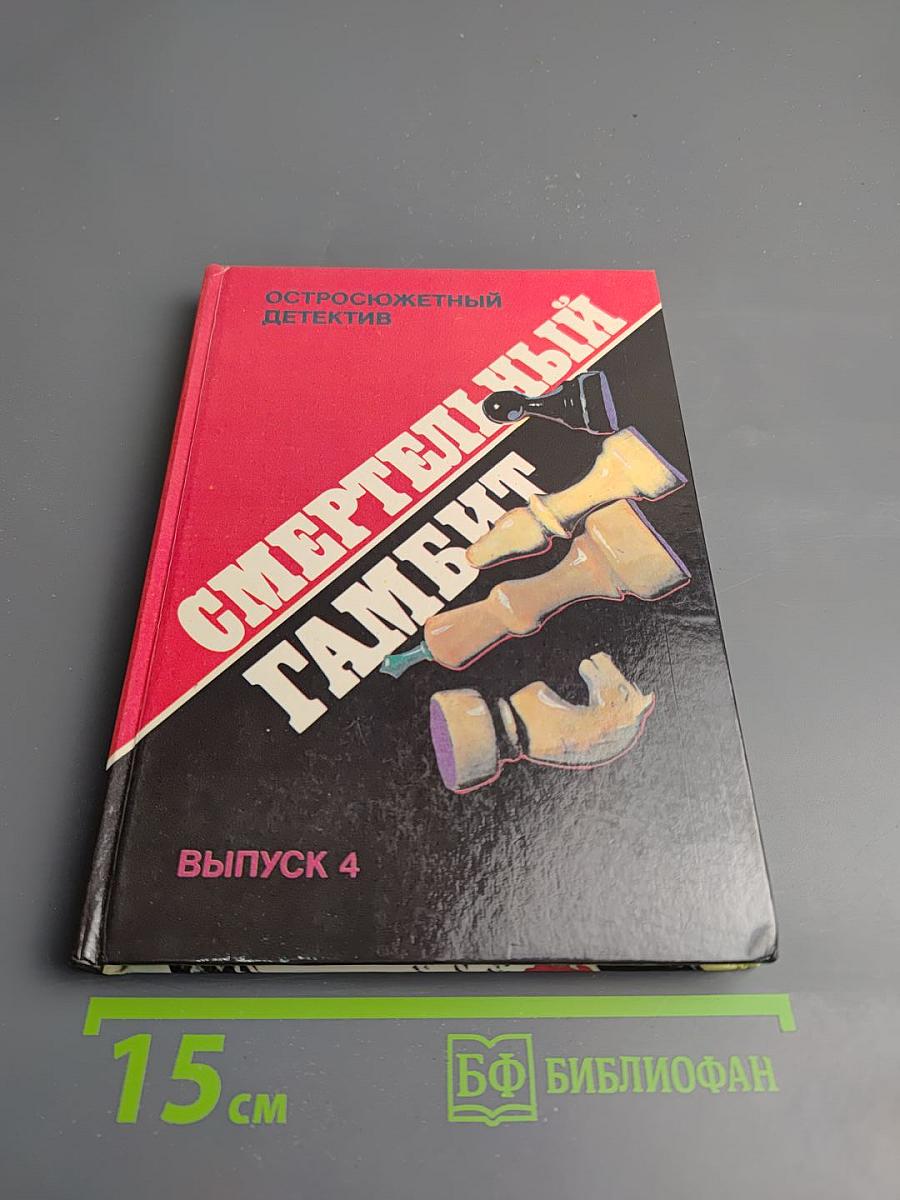 ОСТРОСЮЖЕТНЫЙ
ДЕТЕКТИВ
СМЕРТЕЛЬНЫЙ
ГАМБИТ
ВЫПУСК 4
15 см
БФ БИБЛИОФАН